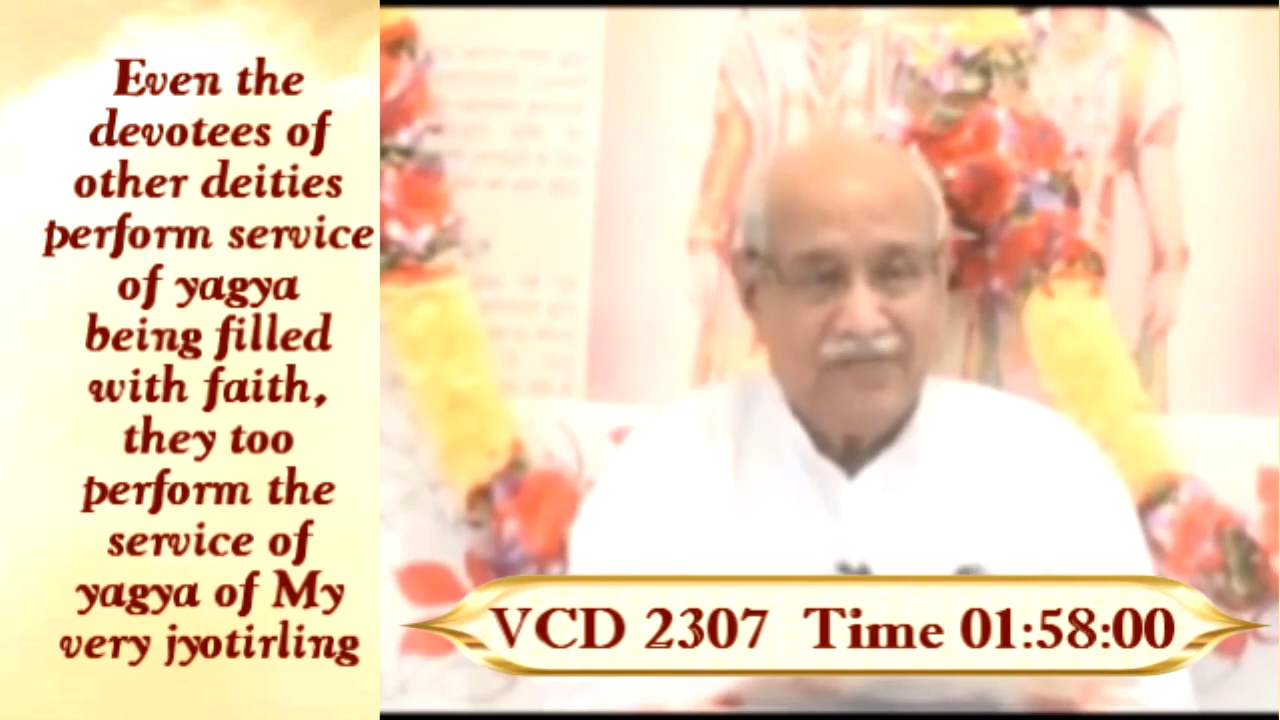 Even the
devotees of
other deities
perform service
of yagya
being filled
with faith,
they too
perform the
service of
yagya of My
very jyotirling
VCD 2307 Time 01:58:00